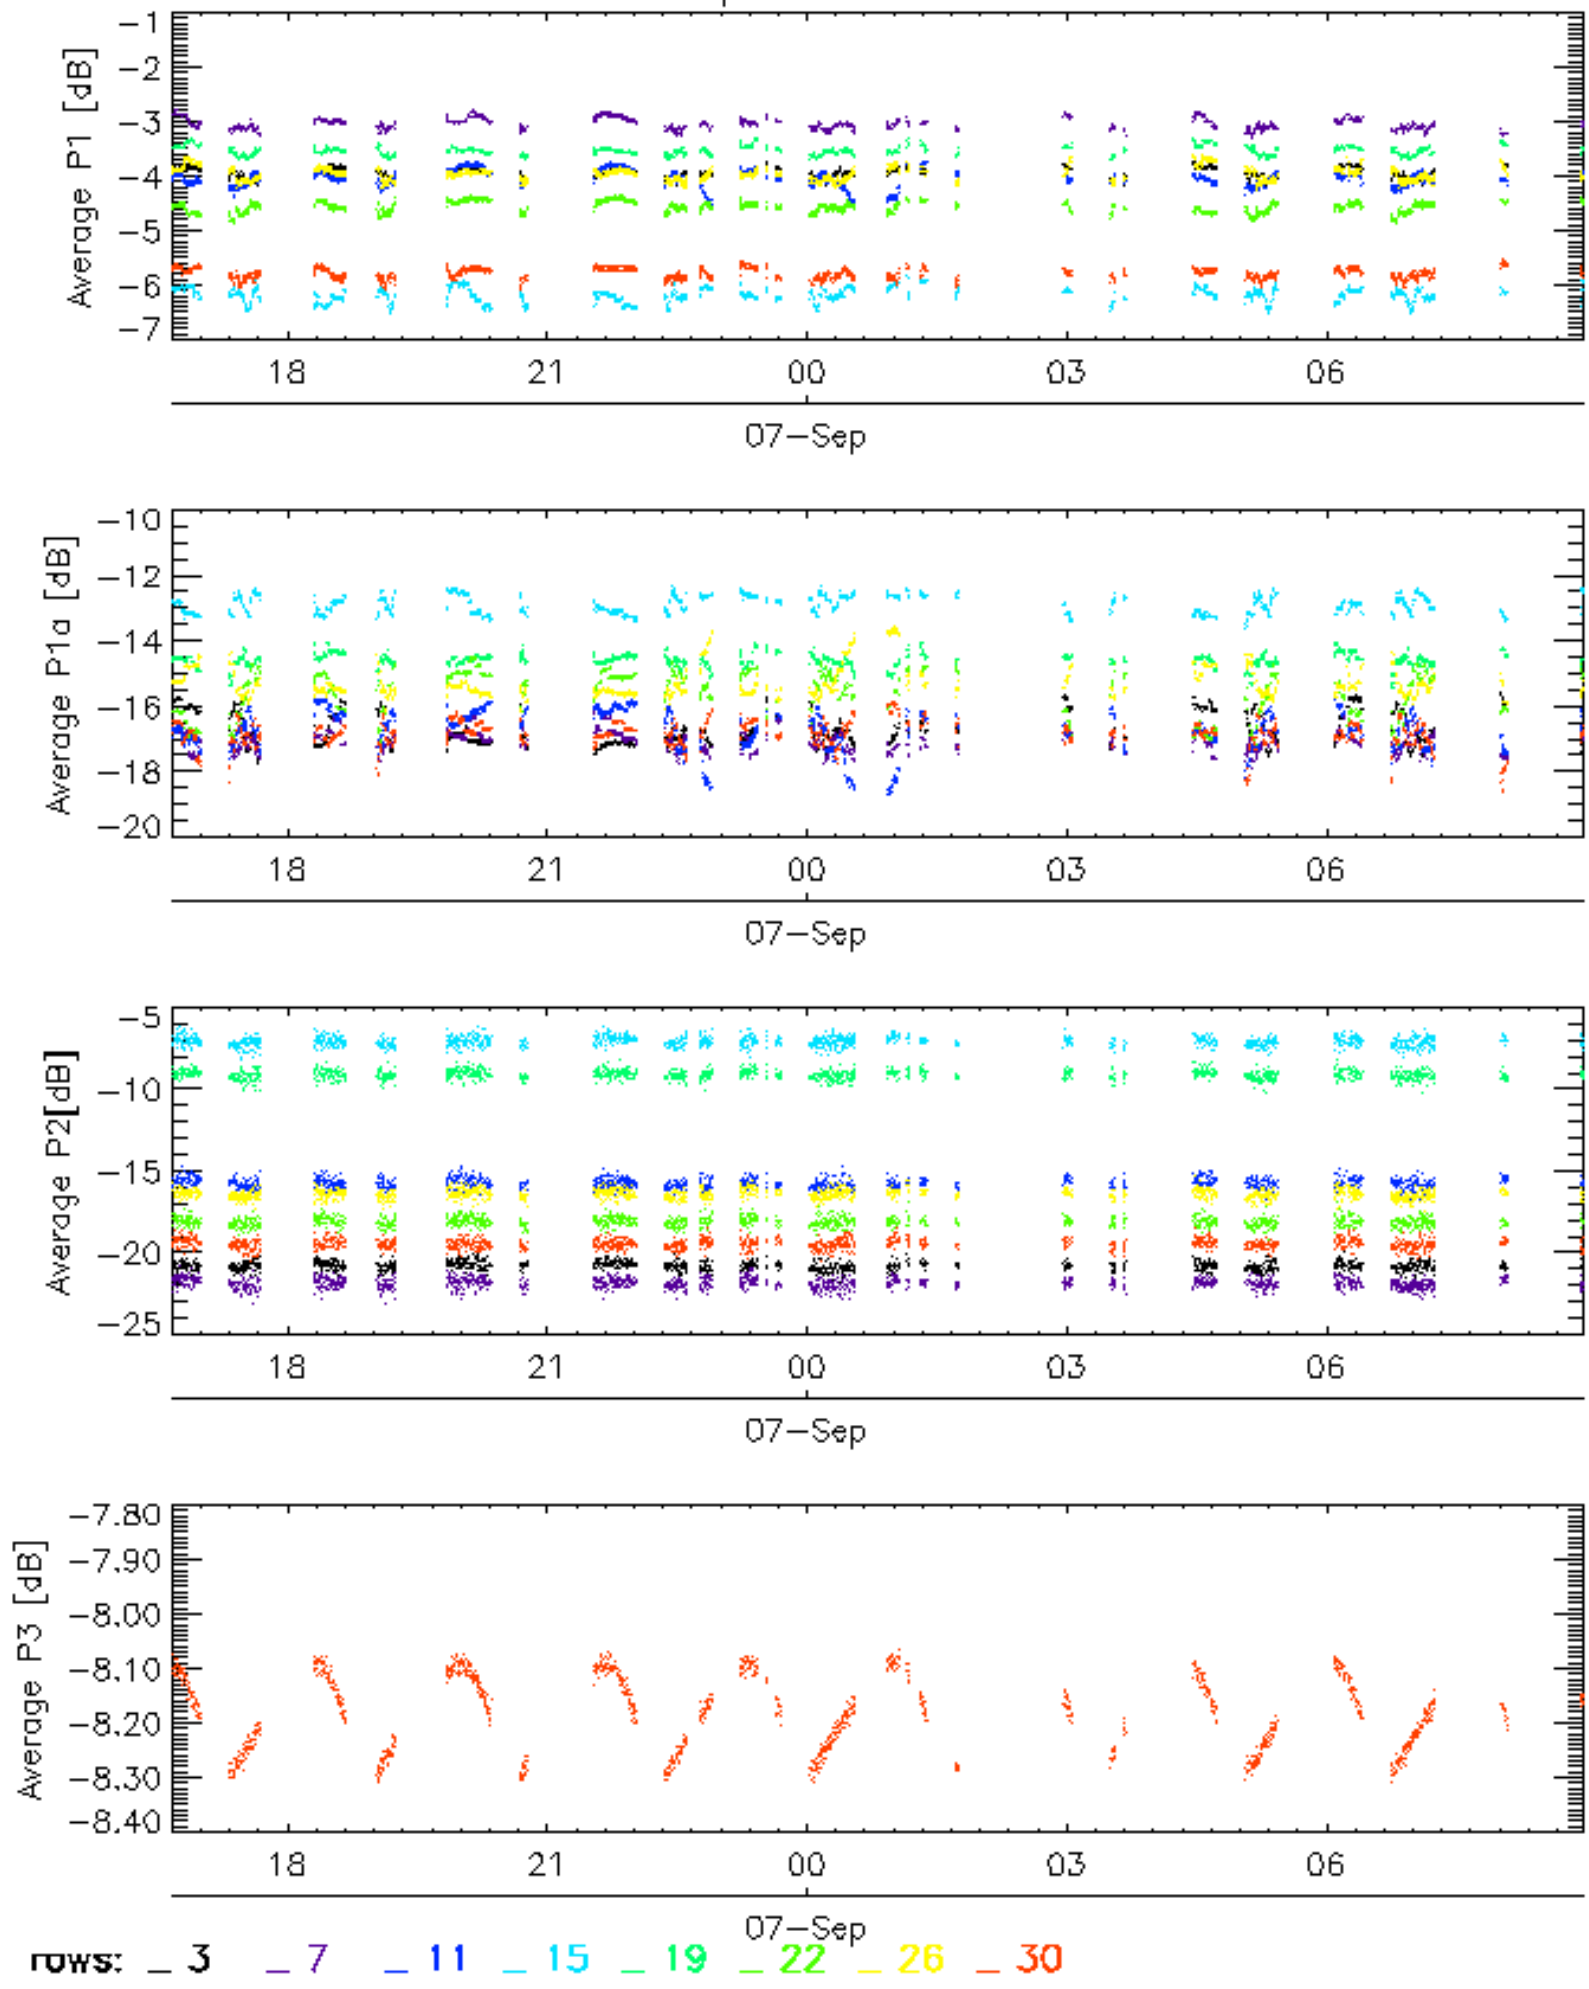 Average P1 [dB]
-1
-2
-3
-4
-5
-6
-7
18 21 00 03 06
07-Sep
Average P1a [dB]
-10
-12
-14
-16
-18
-20
18 21 00 03 06
07-Sep
Average P2[dB]
-5
-10
-15
-20
-25
18 21 00 03 06
07-Sep
Average P3 [dB]
-7.80
-7.90
-8.00
-8.10
-8.20
-8.30
-8.40
18 21 00 03 06
07-Sep
rows: _ 3 _ 7 _ 11 _ 15 _ 19 _ 22 _ 26 _ 30